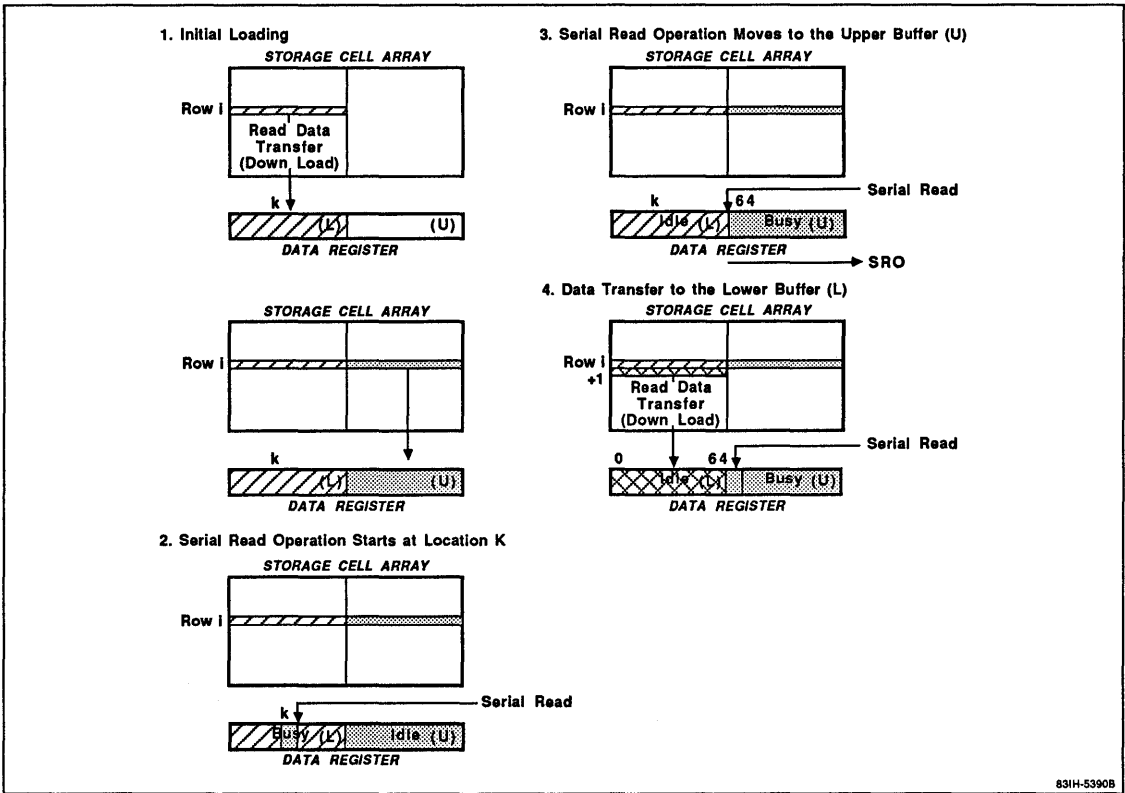 1. Initial Loading
STORAGE CELL ARRAY
Row i
Read Data
Transfer
(Down Load)
k
(L)
(U)
DATA REGISTER
STORAGE CELL ARRAY
Row i
k
(L)
(U)
DATA REGISTER
2. Serial Read Operation Starts at Location K
STORAGE CELL ARRAY
Row i
Serial Read
k
Busy (L)
Idle (U)
DATA REGISTER
3. Serial Read Operation Moves to the Upper Buffer (U)
STORAGE CELL ARRAY
Row i
Serial Read
k
64
Idle (L)
Busy (U)
DATA REGISTER
SRO
4. Data Transfer to the Lower Buffer (L)
STORAGE CELL ARRAY
Row i
+1
Read Data
Transfer
(Down Load)
Serial Read
0
64
Idle (L)
Busy (U)
DATA REGISTER
83IH-5390B